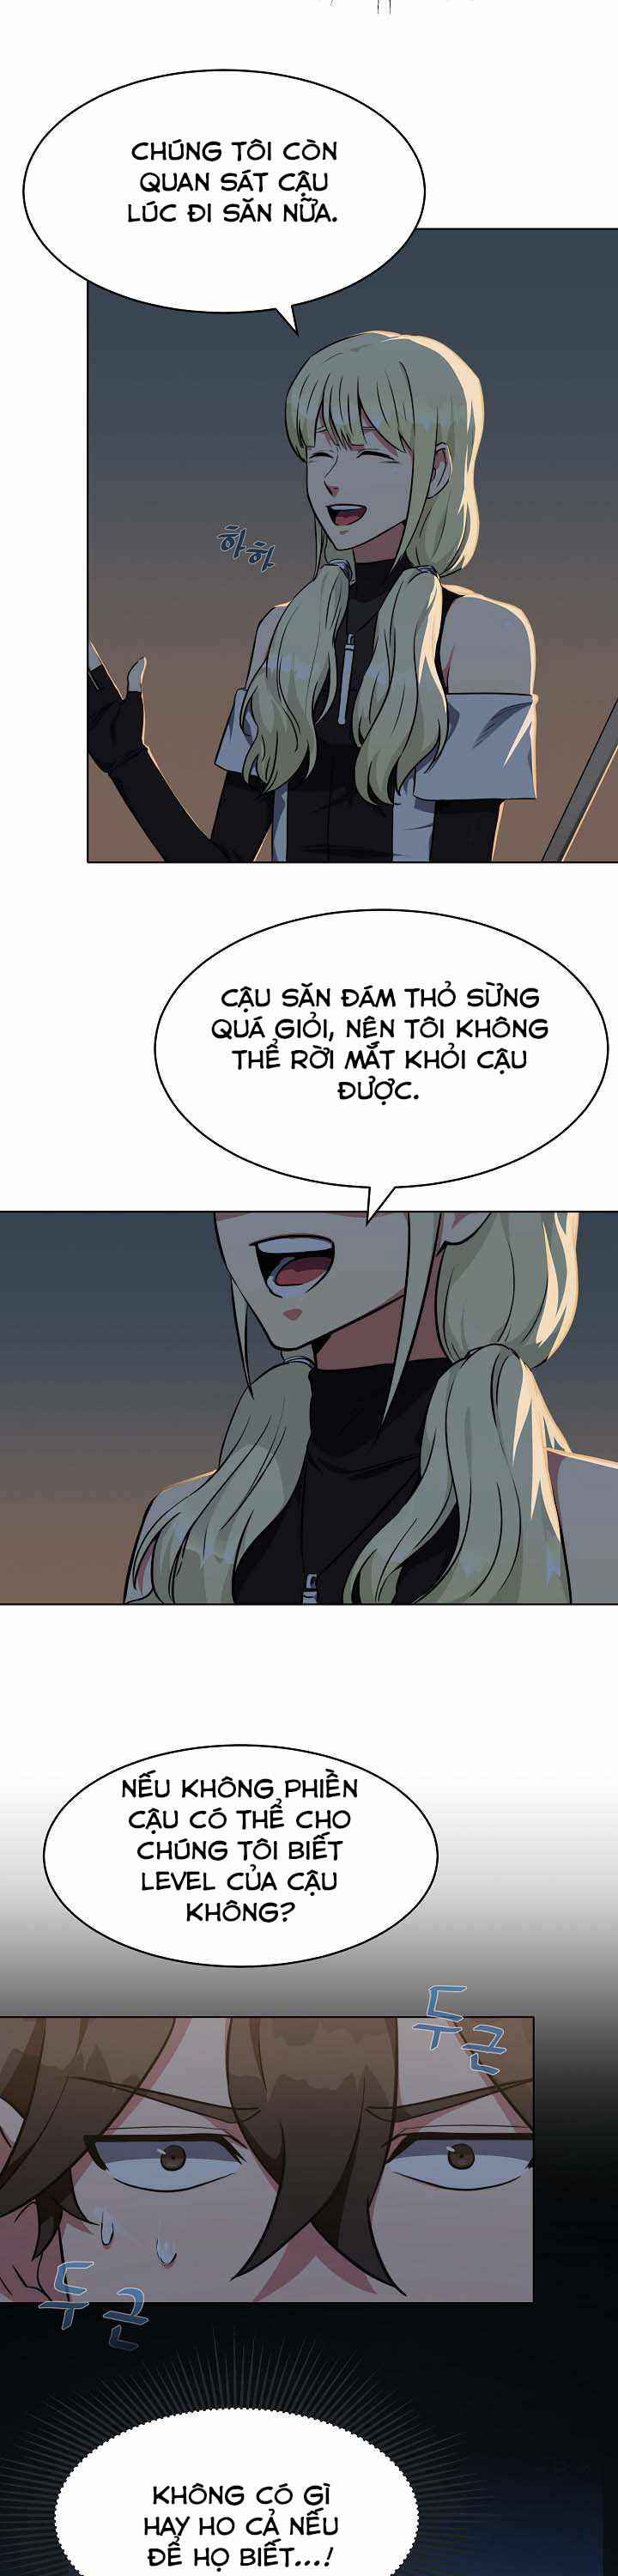 CHÚNG TÔI CÒN
QUAN SÁT CẬU
LÚC ĐI SĂN NỮA.
하하
CẬU SĂN ĐÁM THỎ SỪNG
QUÁ GIỎI, NÊN TÔI KHÔNG
THỂ RỜI MẮT KHỎI CẬU
ĐƯỢC.
NẾU KHÔNG PHIỀN
CẬU CÓ THỂ CHO
CHÚNG TÔI BIẾT
LEVEL CỦA CẬU
KHÔNG?
두근
두근
KHÔNG CÓ GÌ
HAY HO CẢ NẾU
ĐỂ HỌ BIẾT...!